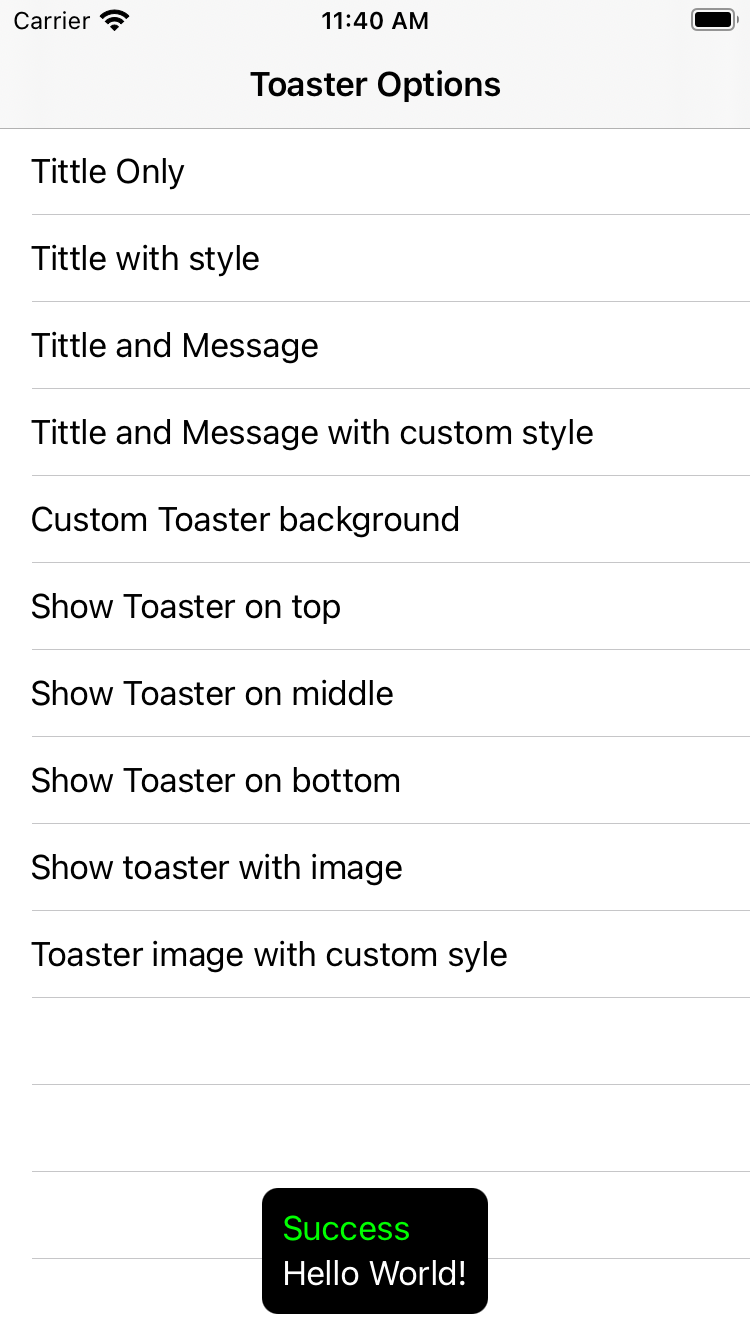 Carrier 11:40 AM
Toaster Options
Tittle Only
Tittle with style
Tittle and Message
Tittle and Message with custom style
Custom Toaster background
Show Toaster on top
Show Toaster on middle
Show Toaster on bottom
Show toaster with image
Toaster image with custom syle
Success
Hello World!